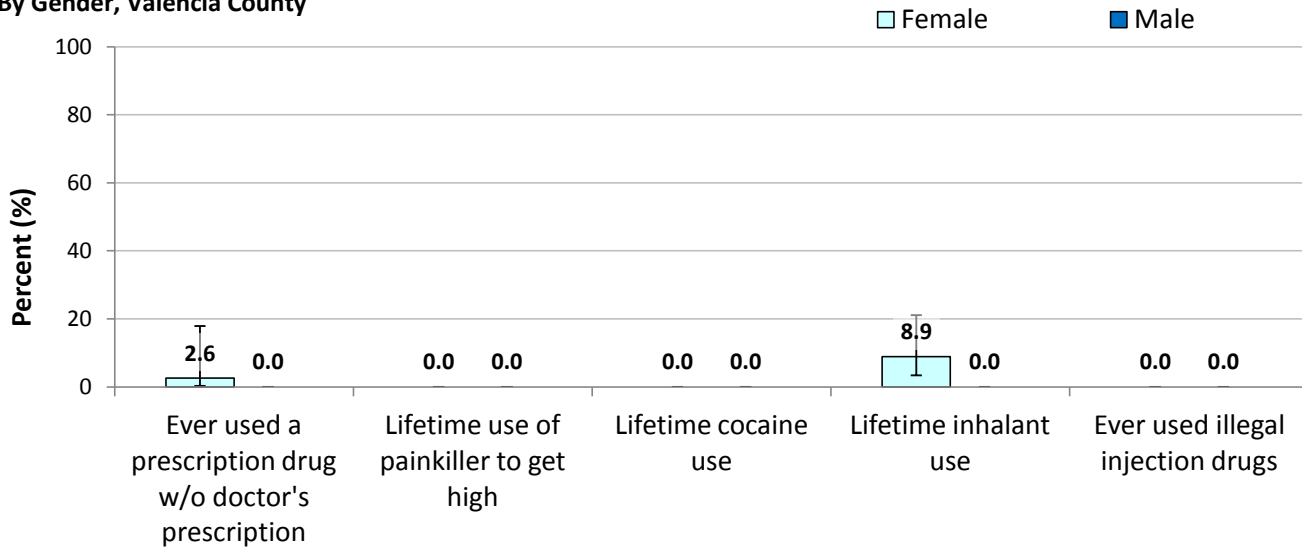 By Gender, Valencia County
Female Male
100
80
60
40
20
0
Percent (%)
2.6 0.0 0.0 0.0 0.0 0.0 8.9 0.0 0.0 0.0
Ever used a
prescription drug
w/o doctor's
prescription
Lifetime use of
painkiller to get
high
Lifetime cocaine
use
Lifetime inhalant
use
Ever used illegal
injection drugs